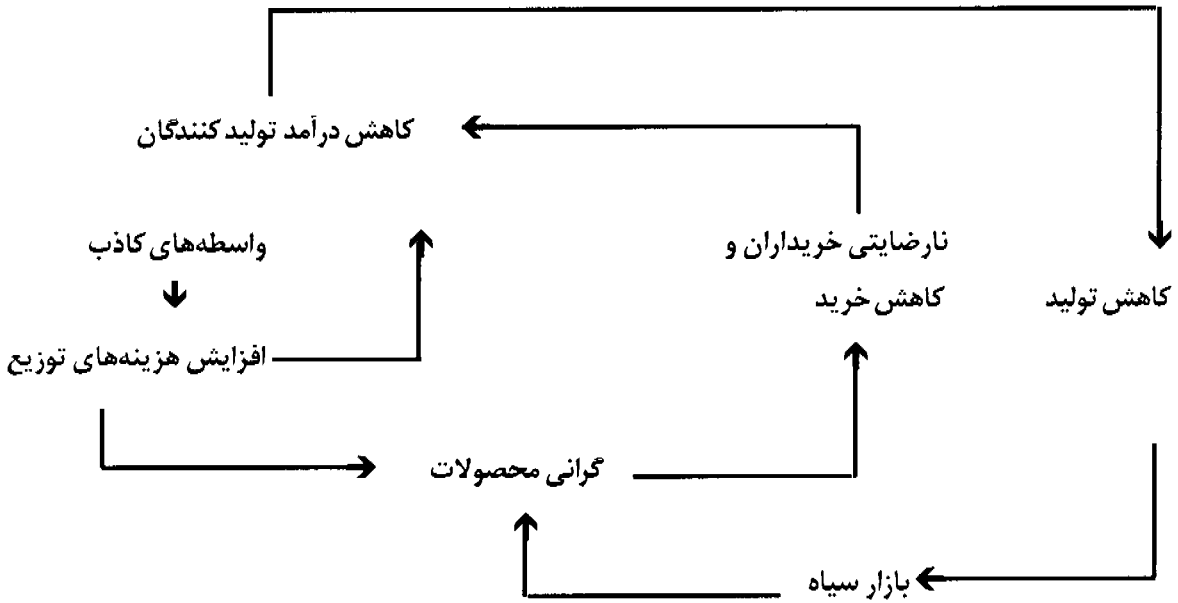 کاهش درآمد تولید کنندگان
نارضایتی خریداران و
کاهش خرید
واسطه‌های کاذب
کاهش تولید
افزایش هزینه‌های توزیع
گرانی محصولات
بازار سیاه